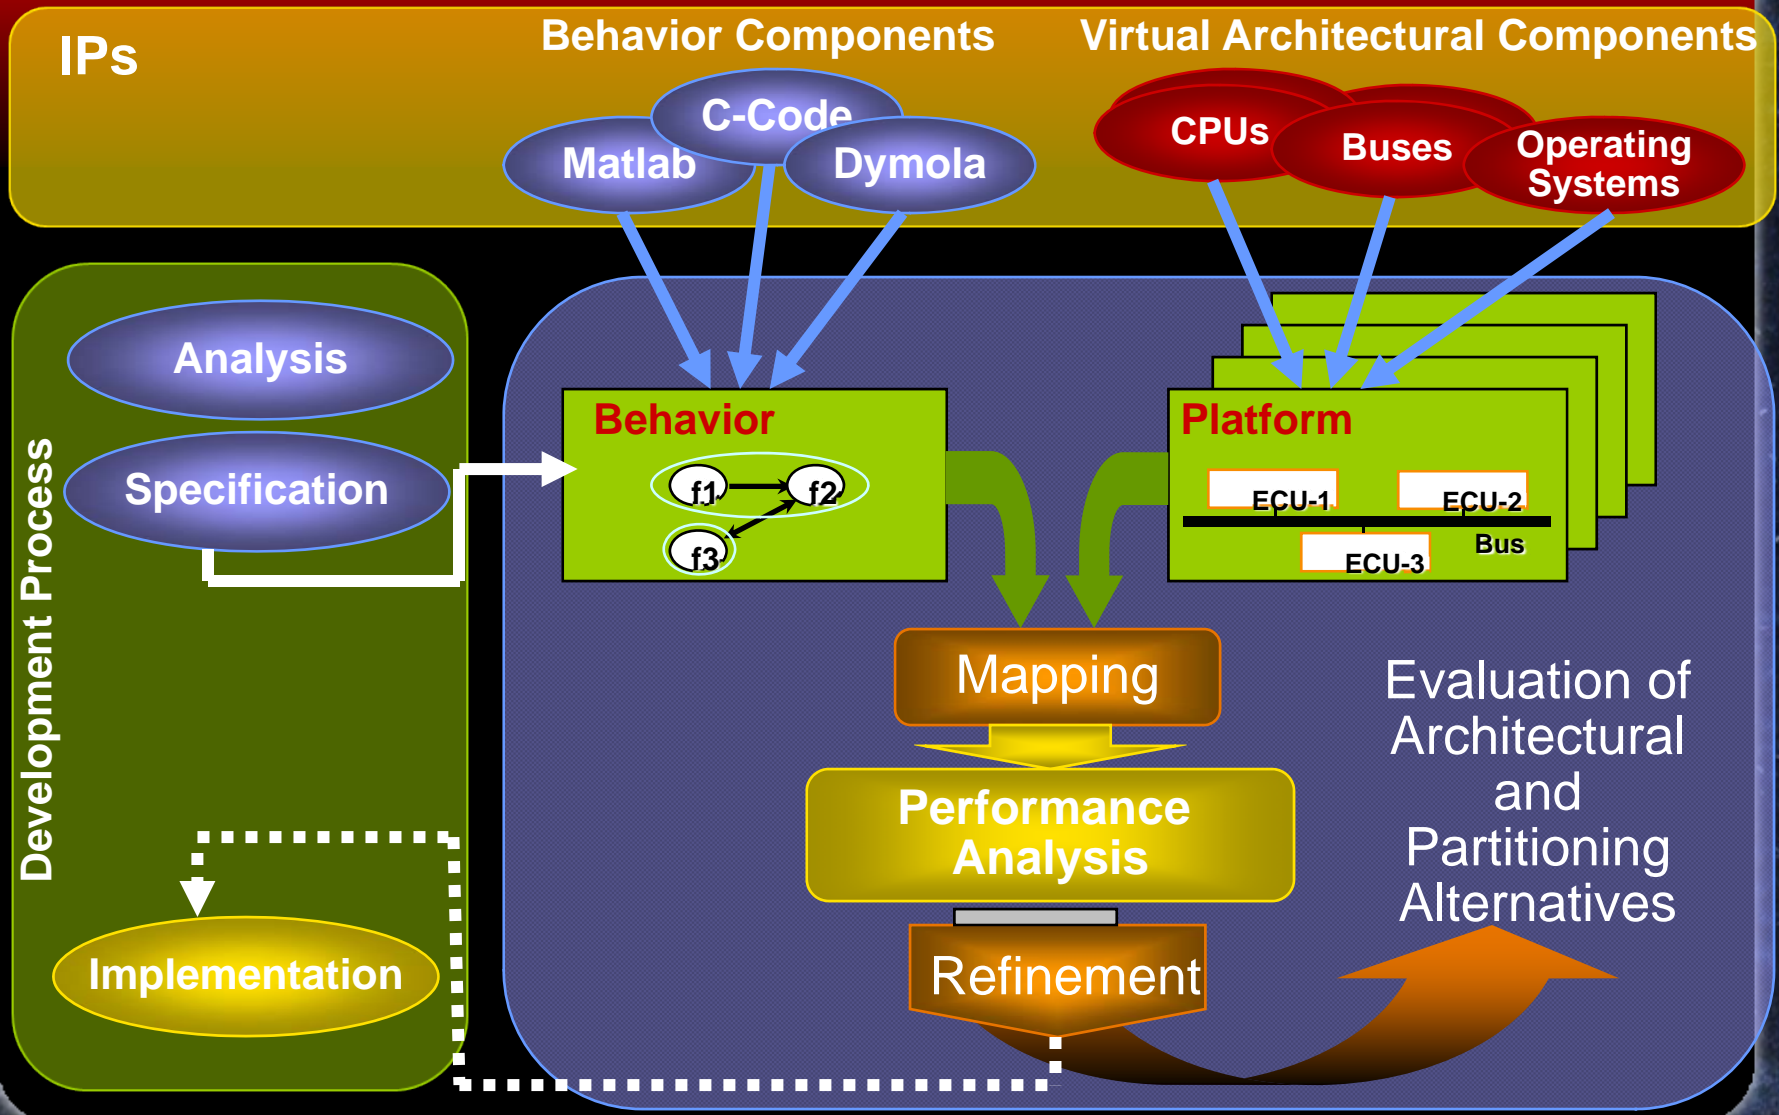 IPs
Behavior Components
Virtual Architectural Components
C-Code
Matlab
Dymola
CPUs
Buses
Operating
Systems
Development Process
Analysis
Specification
Implementation
Behavior
f1
f2
f3
Platform
ECU-1
ECU-2
Bus
ECU-3
Mapping
Performance
Analysis
Refinement
Evaluation of
Architectural
and
Partitioning
Alternatives